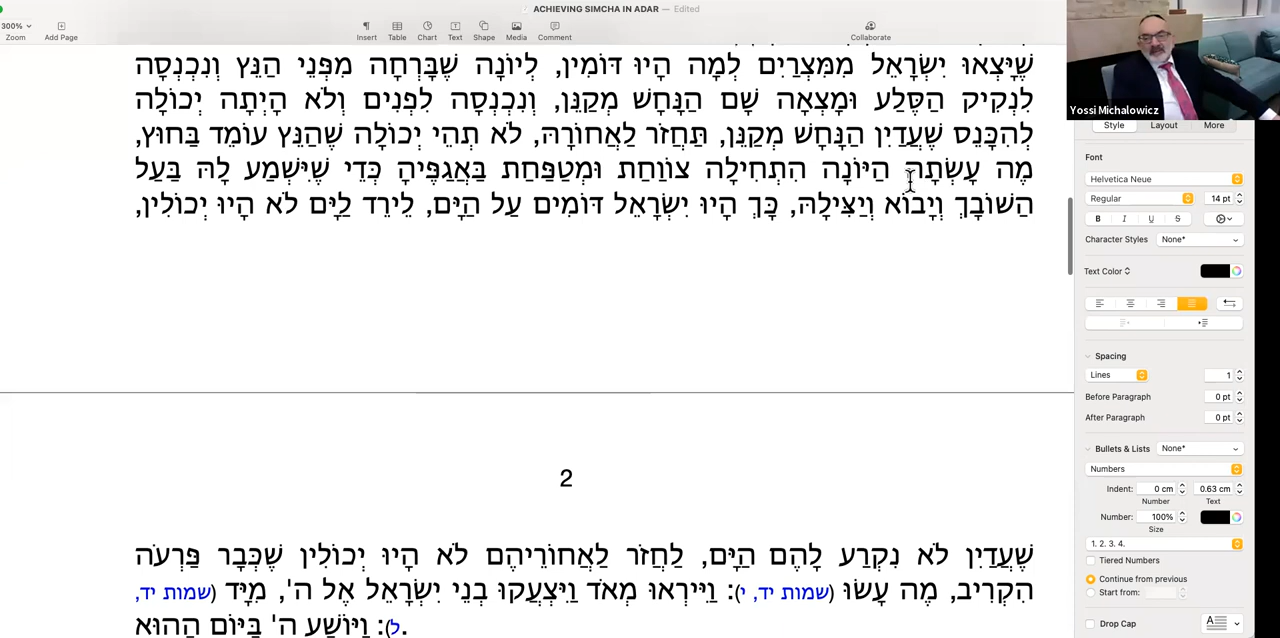 ACHIEVING SIMCHA IN ADAR — Edited
300%
Zoom
Add Page
Insert
Table
Chart
Text
Shape
Media
Comment
Collaborate
Yossi Michalowicz
שֶׁיָּצְאוּ יִשְׂרָאֵל מִמִּצְרַיִם לְמָה הָיוּ דּוֹמִין, לְיוֹנָה שֶׁבָּרְחָה מִפְּנֵי הַנֵּץ וְנִכְנְסָה
לִנְקִיק הַסֶּלַע וּמָצְאָה שָׁם הַנָּחָשׁ מְקַנֵּן, וְנִכְנְסָה לִפְנִים וְלֹא הָיְתָה יְכוֹלָה
לְהִכָּנֵס שֶׁעֲדַיִן הַנָּחָשׁ מְקַנֵּן, תַּחֲזֹר לַאֲחוֹרָהּ, לֹא תְהִי יְכוֹלָה שֶׁהַנֵּץ עוֹמֵד בַּחוּץ,
מֶה עָשְׂתָה הַיּוֹנָה הִתְחִילָה צוֹוַחַת וּמְטַפַּחַת בַּאֲגַפֶּיהָ כְּדֵי שֶׁיִּשְׁמַע לָהּ בַּעַל
הַשּׁוֹבָךְ וְיָבוֹא וְיַצִּילָהּ, כָּךְ הָיוּ יִשְׂרָאֵל דּוֹמִים עַל הַיָּם, לֵירֵד לַיָּם לֹא הָיוּ יְכוֹלִין,
2
שֶׁעֲדַיִן לֹא נִקְרַע לָהֶם הַיָּם, לַחֲזֹר לַאֲחוֹרֵיהֶם לֹא הָיוּ יְכוֹלִין שֶׁכְּבָר פַּרְעֹה
הִקְרִיב, מֶה עָשׂוּ (שמות יד, י): וַיִּירְאוּ מְאֹד וַיִּצְעֲקוּ בְנֵי יִשְׂרָאֵל אֶל ה', מִיָּד (שמות יד,
ל): וַיּוֹשַׁע ה' בַּיּוֹם הַהוּא.
Style
Layout
More
Font
Helvetica Neue
Regular
14 pt
B I U S
Character Styles
None*
Text Color
Spacing
Lines
1
Before Paragraph
0 pt
After Paragraph
0 pt
Bullets & Lists
None*
Numbers
Indent:
0 cm
0.63 cm
Number
Text
Number:
100%
Size
1. 2. 3. 4.
Tiered Numbers
Continue from previous
Start from:
Drop Cap